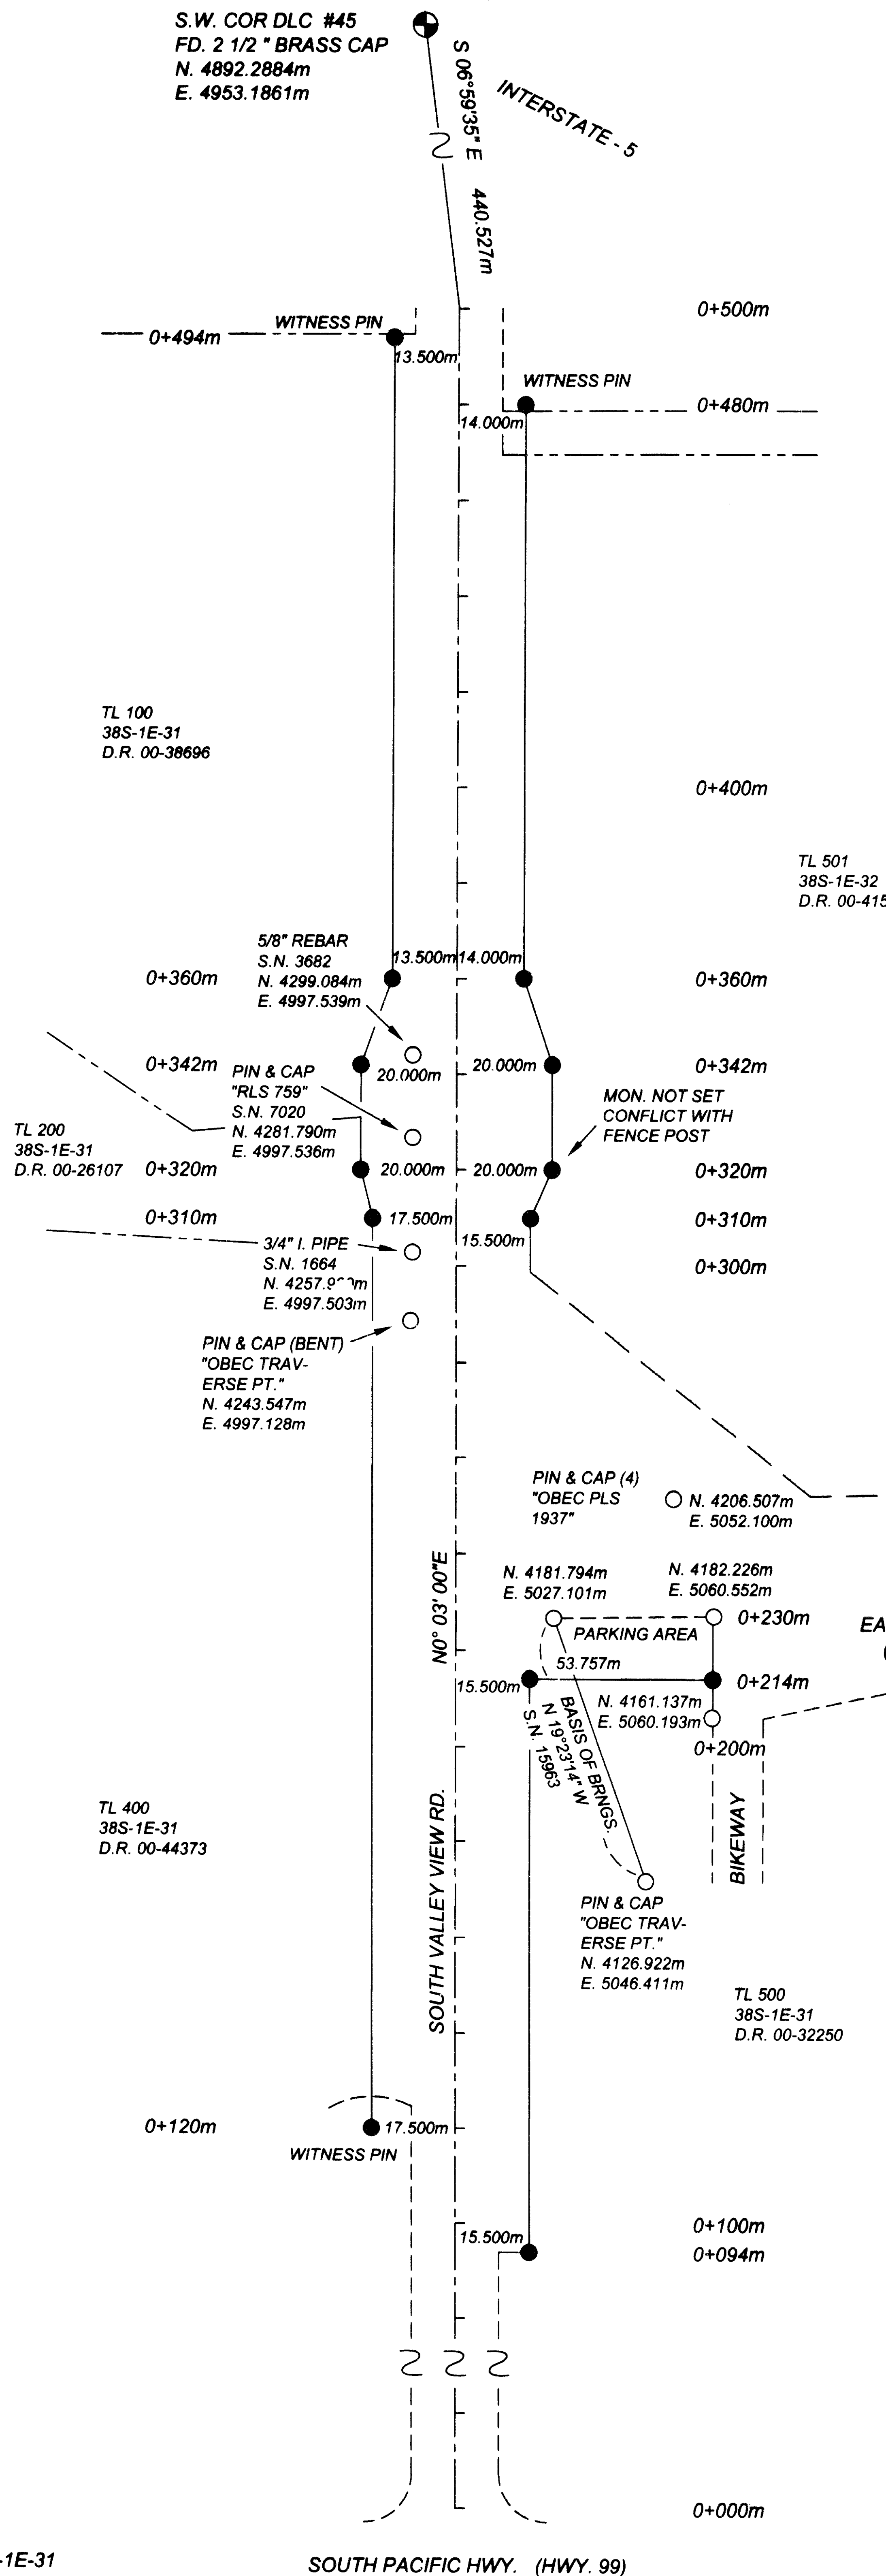 S.W. COR DLC #45
FD. 2 1/2 " BRASS CAP
N. 4892.2884m
E. 4953.1861m
S 06°59'35" E 440.527m
INTERSTATE - 5
0+500m
WITNESS PIN
0+494m
13.500m
WITNESS PIN
0+480m
14.000m
TL 100
38S-1E-31
D.R. 00-38696
0+400m
TL 501
38S-1E-32
D.R. 00-415
5/8" REBAR
S.N. 3682
N. 4299.084m
E. 4997.539m
13.500m
14.000m
0+360m
0+360m
0+342m
20.000m
20.000m
0+342m
PIN & CAP
"RLS 759"
S.N. 7020
N. 4281.790m
E. 4997.536m
MON. NOT SET
CONFLICT WITH
FENCE POST
TL 200
38S-1E-31
D.R. 00-26107
0+320m
20.000m
20.000m
0+320m
0+310m
17.500m
15.500m
0+310m
0+300m
3/4" I. PIPE
S.N. 1664
N. 4257.9
E. 4997.503m
PIN & CAP (BENT)
"OBEC TRAV-
ERSE PT."
N. 4243.547m
E. 4997.128m
PIN & CAP (4)
"OBEC PLS
1937"
N. 4206.507m
E. 5052.100m
N0° 03' 00"E
N. 4181.794m
E. 5027.101m
N. 4182.226m
E. 5060.552m
0+230m
EA
PARKING AREA
53.757m
15.500m
0+214m
N. 4161.137m
E. 5060.193m
BASIS OF BRNGS.
N 19°23'14" W
S.N. 15963
0+200m
SOUTH VALLEY VIEW RD.
BIKEWAY
TL 400
38S-1E-31
D.R. 00-44373
PIN & CAP
"OBEC TRAV-
ERSE PT."
N. 4126.922m
E. 5046.411m
TL 500
38S-1E-31
D.R. 00-32250
0+120m
17.500m
WITNESS PIN
15.500m
0+100m
0+094m
0+000m
-1E-31
SOUTH PACIFIC HWY. (HWY. 99)